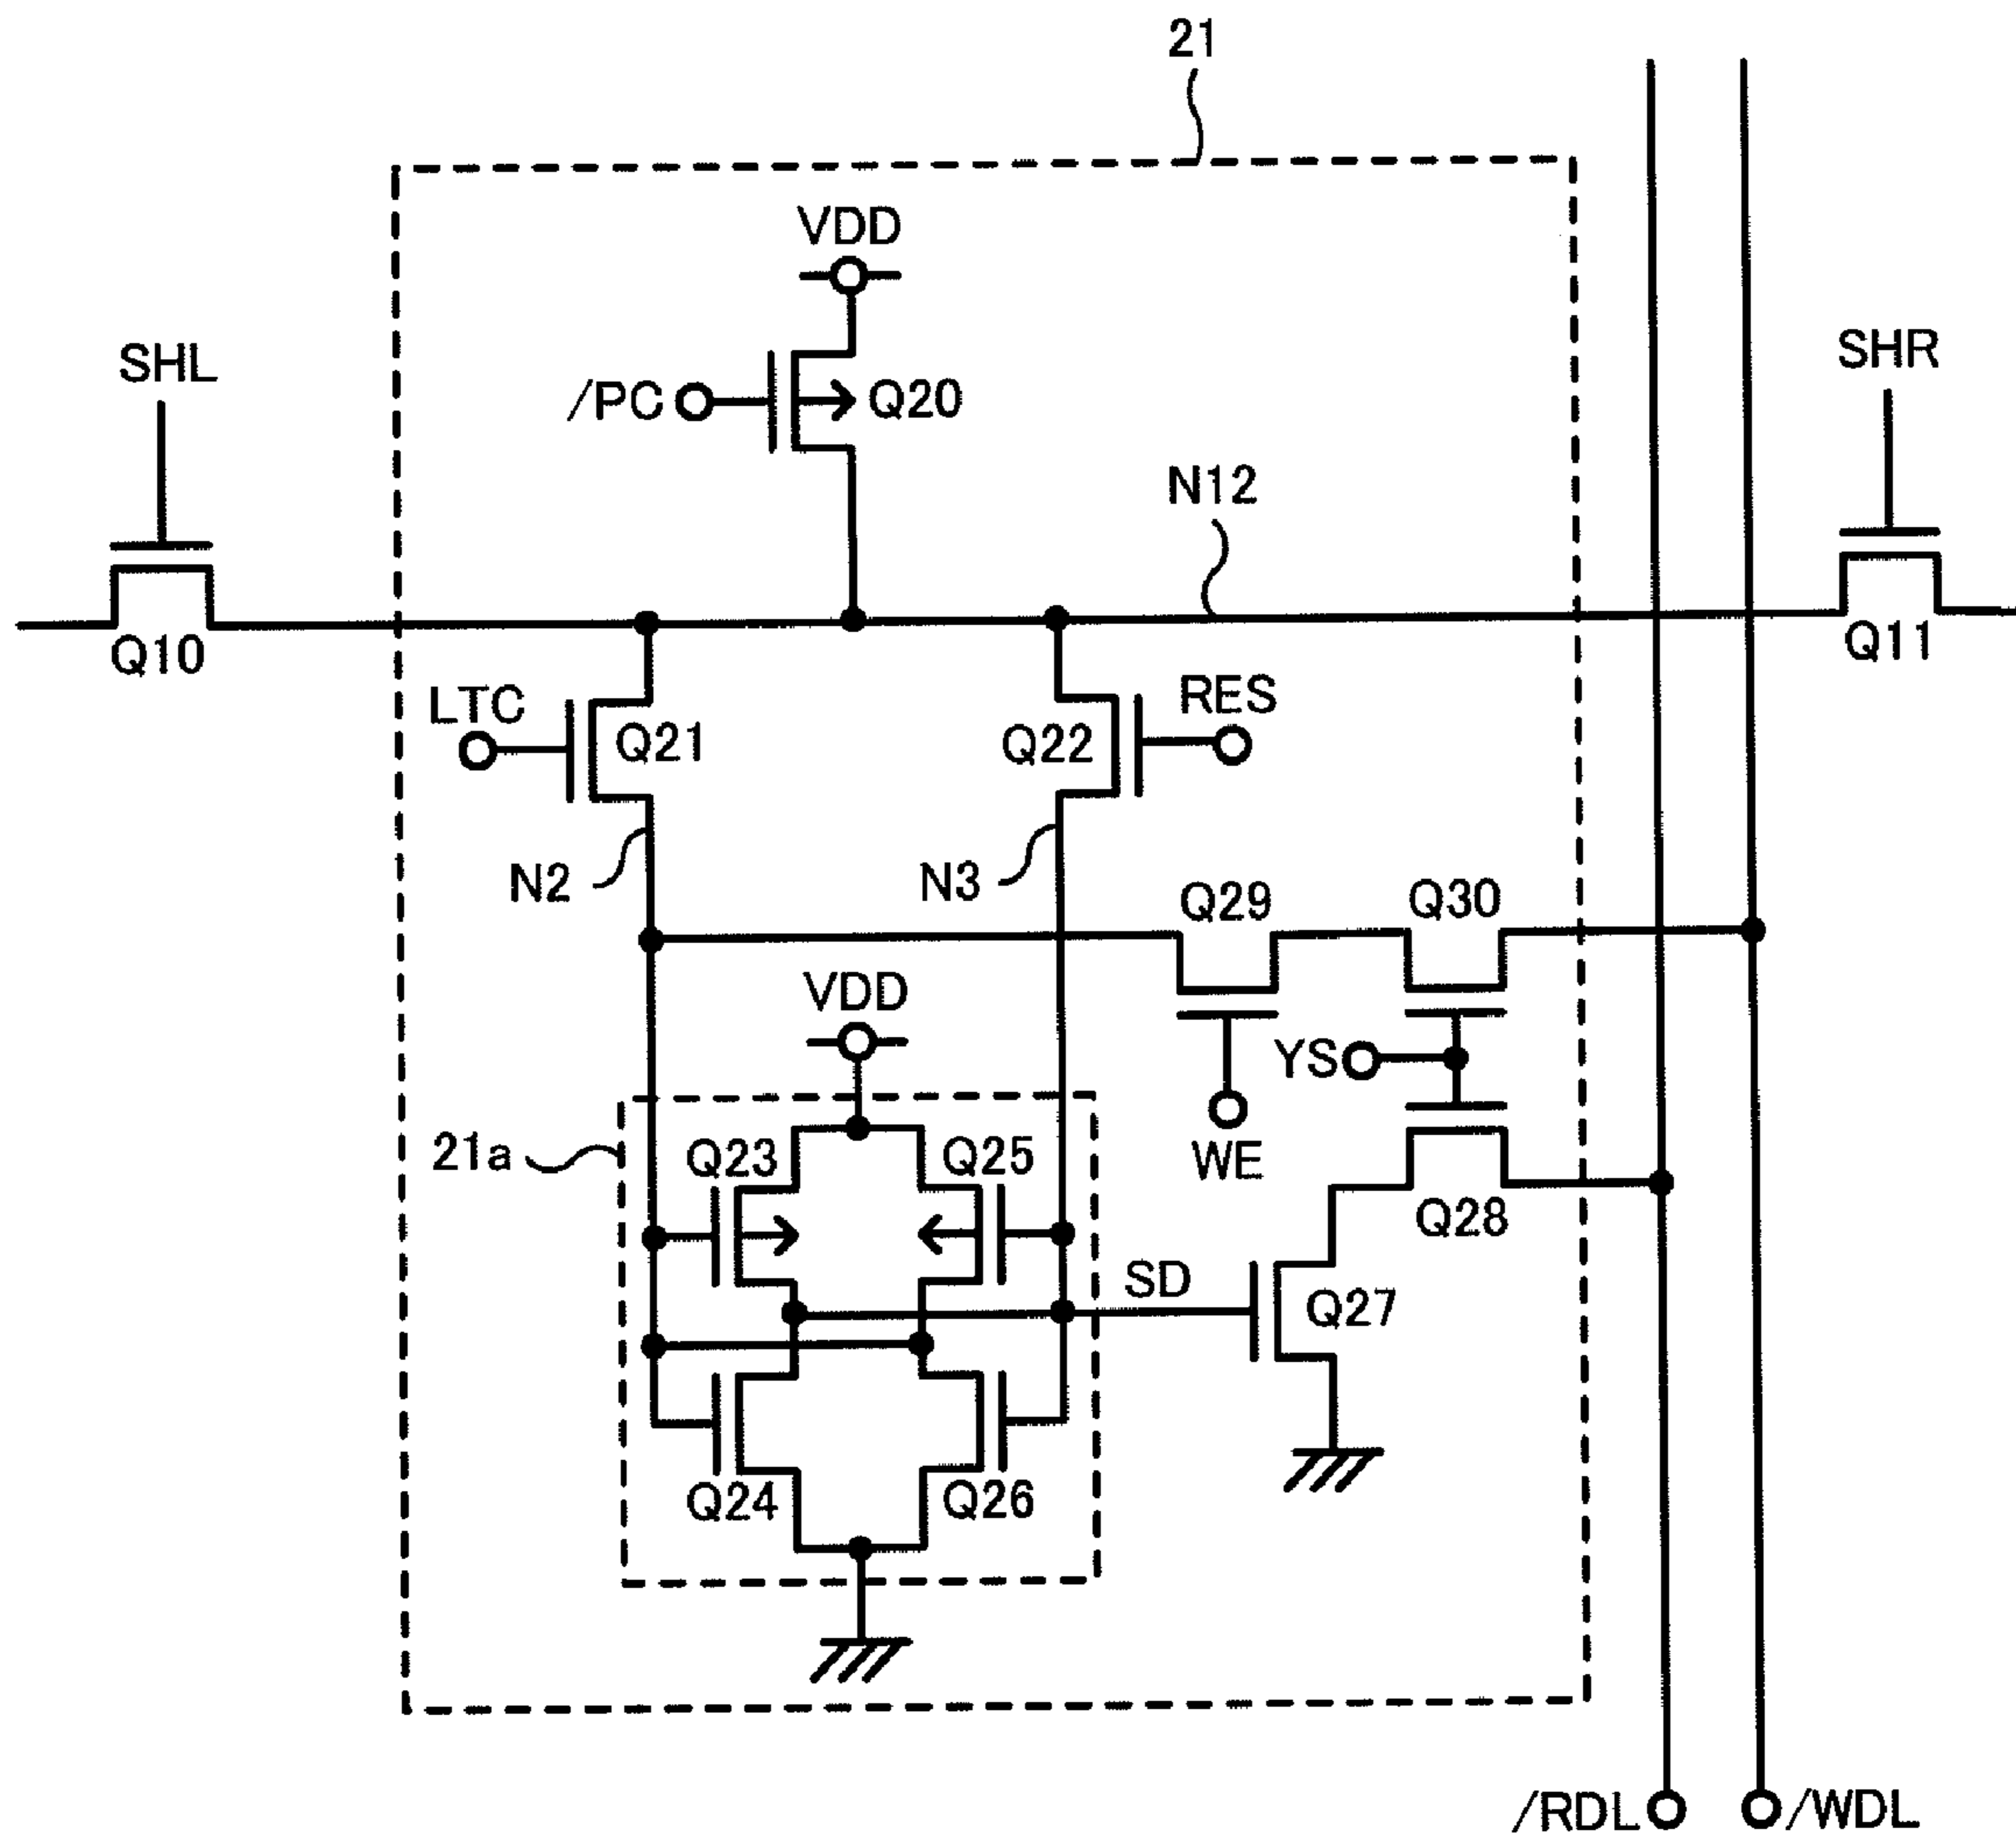 21
VDD
SHL
SHR
/PC
Q20
N12
Q10
Q11
LTC
RES
Q21
Q22
N2
N3
Q29
Q30
VDD
YS
21a
Q23
Q25
WE
Q28
SD
Q27
Q24
Q26
/RDL
/WDL